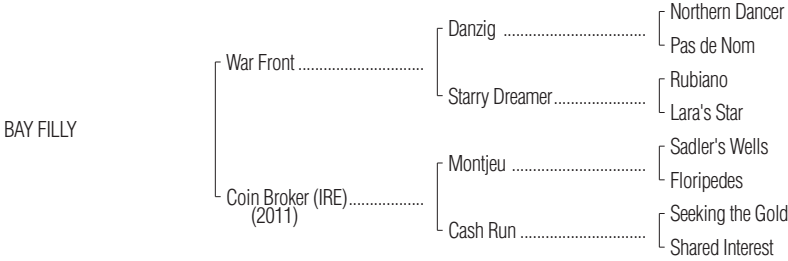 Northern Dancer
Danzig ..................................
Pas de Nom
War Front ..............................
Rubiano
Starry Dreamer......................
Lara's Star
BAY FILLY
Sadler's Wells
Montjeu ................................
Floripedes
Coin Broker (IRE)..................
(2011)
Seeking the Gold
Cash Run ..............................
Shared Interest